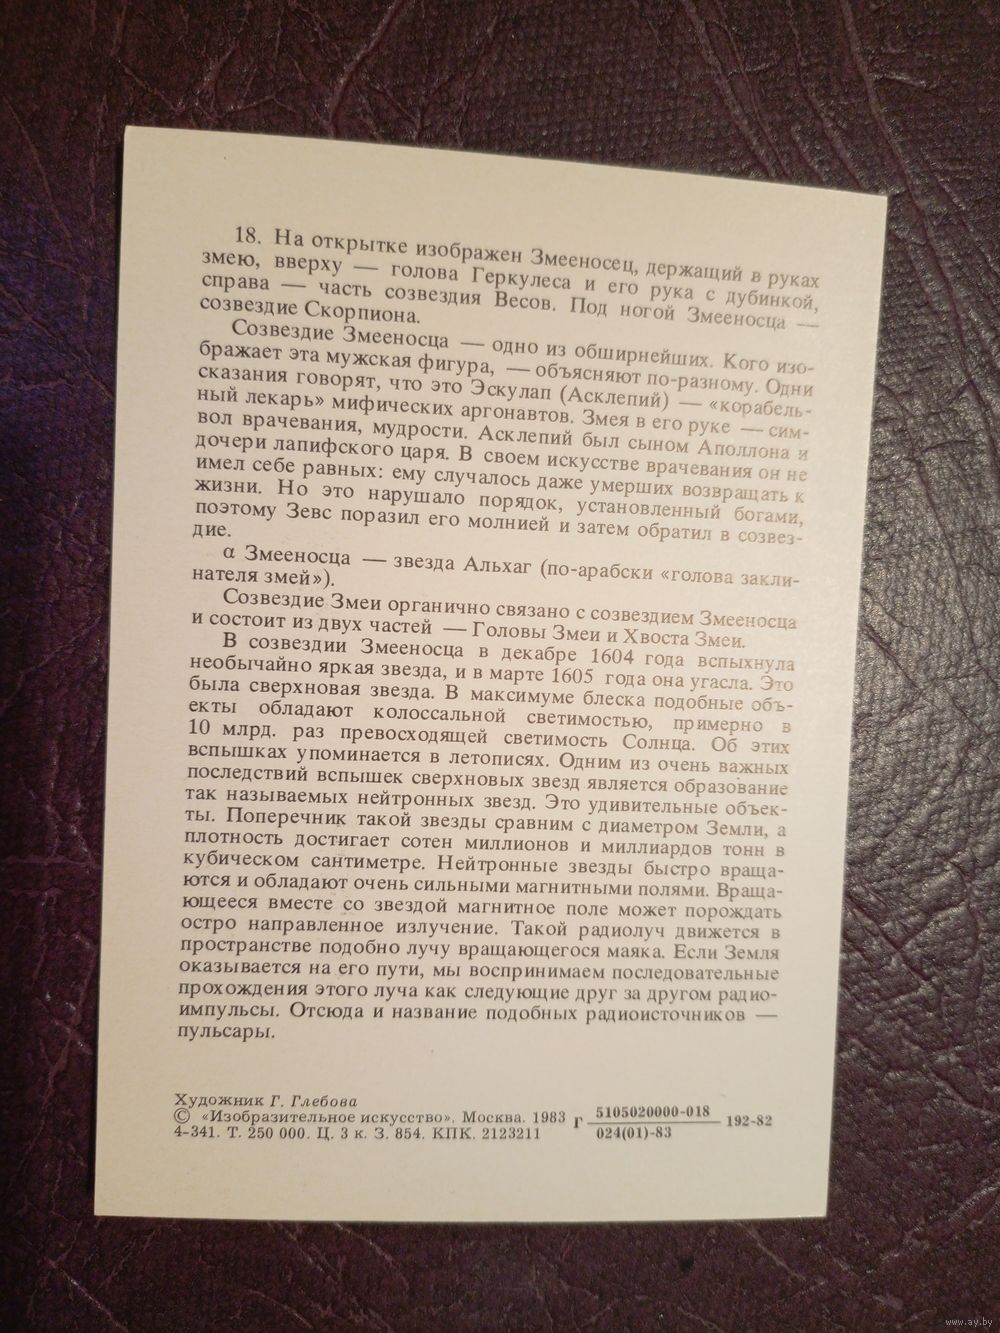 18. На открытке изображен Змееносец, держащий в руках
змею, вверху — голова Геркулеса и его рука с дубинкой,
справа — часть созвездия Весов. Под ногой Змееносца —
созвездие Скорпиона.
Созвездие Змееносца — одно из обширнейших. Кого изо-
бражает эта мужская фигура, — объясняют по-разному. Одни
сказания говорят, что это Эскулап (Асклепий) — «корабель-
ный лекарь» мифических аргонавтов. Змея в его руке — сим-
вол врачевания, мудрости. Асклепий был сыном Аполлона и
дочери лапифского царя. В своем искусстве врачевания он не
имел себе равных: ему случалось даже умерших возвращать к
жизни. Но это нарушало порядок, установленный богами,
поэтому Зевс поразил его молнией и затем обратил в созвез-
дие.
α Змееносца — звезда Альхаг (по-арабски «голова закли-
нателя змей»).
Созвездие Змеи органично связано с созвездием Змееносца
и состоит из двух частей — Головы Змеи и Хвоста Змеи.
В созвездии Змееносца в декабре 1604 года вспыхнула
необычайно яркая звезда, и в марте 1605 года она угасла. Это
была сверхновая звезда. В максимуме блеска подобные объ-
екты обладают колоссальной светимостью, примерно в
10 млрд. раз превосходящей светимость Солнца. Об этих
вспышках упоминается в летописях. Одним из очень важных
последствий вспышек сверхновых звезд является образование
так называемых нейтронных звезд. Это удивительные объек-
ты. Поперечник такой звезды сравним с диаметром Земли, а
плотность достигает сотен миллионов и миллиардов тонн в
кубическом сантиметре. Нейтронные звезды быстро враща-
ются и обладают очень сильными магнитными полями. Враща-
ющееся вместе со звездой магнитное поле может порождать
остро направленное излучение. Такой радиолуч движется в
пространстве подобно лучу вращающегося маяка. Если Земля
оказывается на его пути, мы воспринимаем последовательные
прохождения этого луча как следующие друг за другом радио-
импульсы. Отсюда и название подобных радиоисточников —
пульсары.
Художник Г. Глебова
© «Изобразительное искусство». Москва. 1983
4-341. Т. 250 000. Ц. 3 к. З. 854. КПК. 2123211
Г 5105020000-018 192-82
024(01)-83
www.ay.by